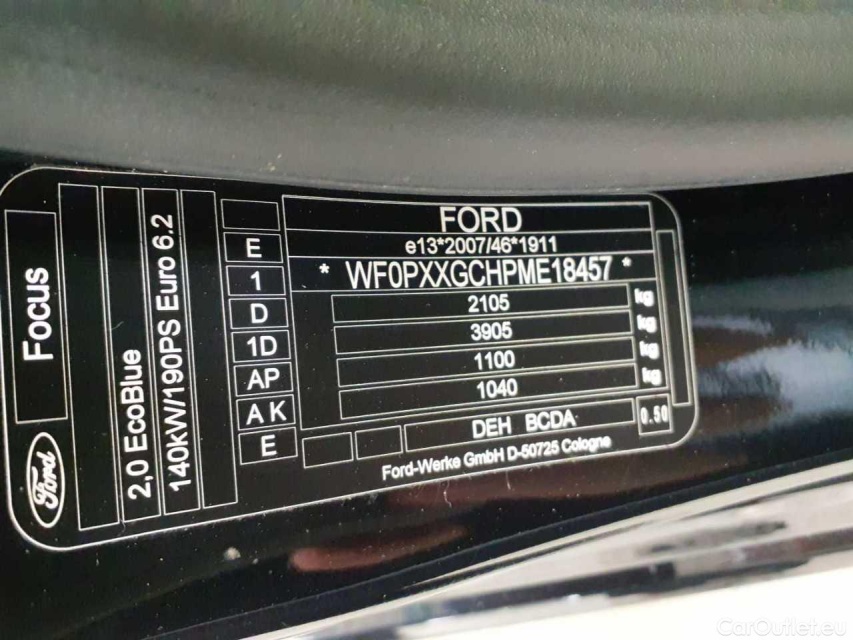 FORD
e13*2007/46*1911
* WF0PXXGCHPME18457 *
2105 kg
3905 kg
1100 kg
1040 kg
DEH BCDA
0.50
Ford-Werke GmbH D-50725 Cologne
E
1
D
1D
AP
AK
E
140kW/190PS Euro 6.2
2,0 EcoBlue
Focus
Ford
CarOutlet.eu